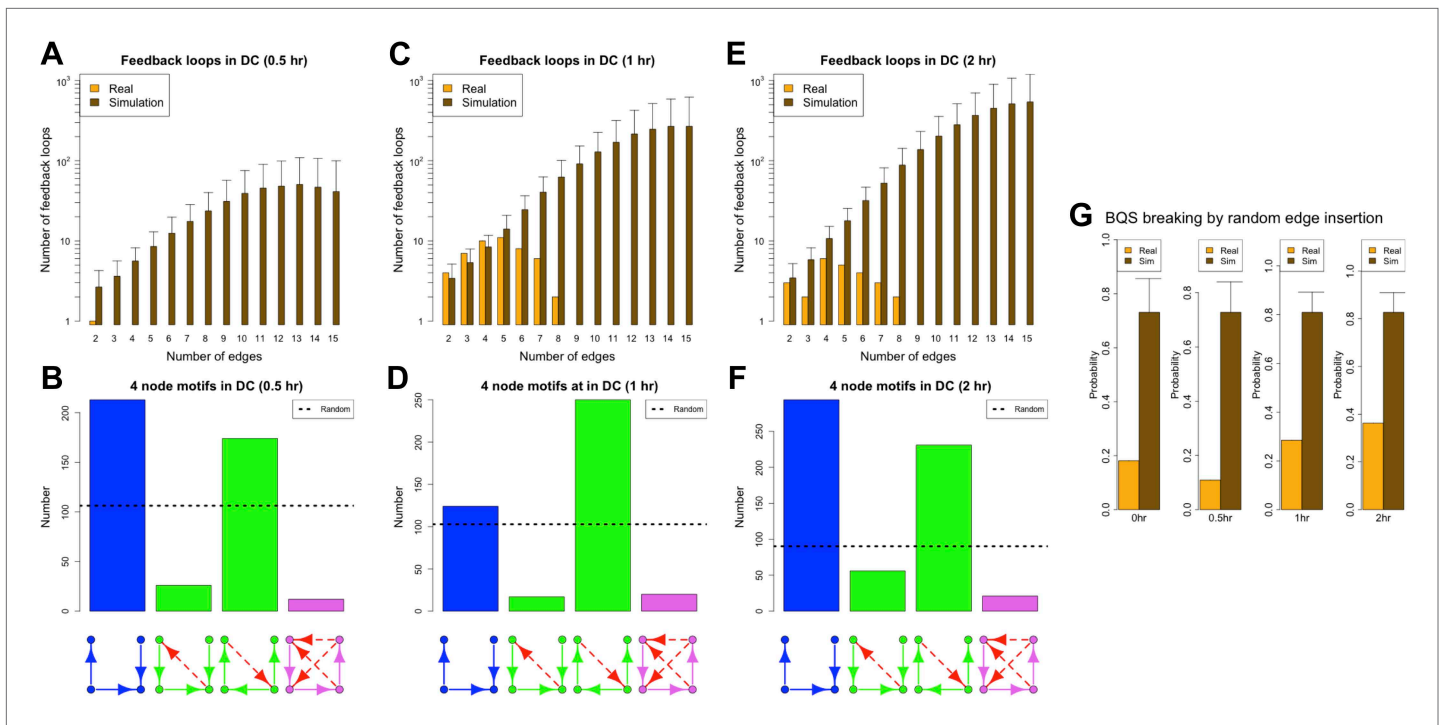 A
Feedback loops in DC (0.5 hr)
Real
Simulation
Number of feedback loops
10³
10²
10
1
2 3 4 5 6 7 8 9 10 11 12 13 14 15
Number of edges
C
Feedback loops in DC (1 hr)
Real
Simulation
Number of feedback loops
10³
10²
10
1
2 3 4 5 6 7 8 9 10 11 12 13 14 15
Number of edges
E
Feedback loops in DC (2 hr)
Real
Simulation
Number of feedback loops
10³
10²
10
1
2 3 4 5 6 7 8 9 10 11 12 13 14 15
Number of edges
B
4 node motifs in DC (0.5 hr)
Random
Number
200
150
100
50
0
D
4 node motifs at in DC (1 hr)
Random
Number
250
200
150
100
50
0
F
4 node motifs in DC (2 hr)
Random
Number
250
200
150
100
50
0
G
BQS breaking by random edge insertion
Real
Sim
Probability
1.0
0.8
0.6
0.4
0.2
0.0
0hr
Real
Sim
Probability
0.8
0.6
0.4
0.2
0.0
0.5hr
Real
Sim
Probability
1.0
0.8
0.6
0.4
0.2
0.0
1hr
Real
Sim
Probability
1.0
0.8
0.6
0.4
0.2
0.0
2hr